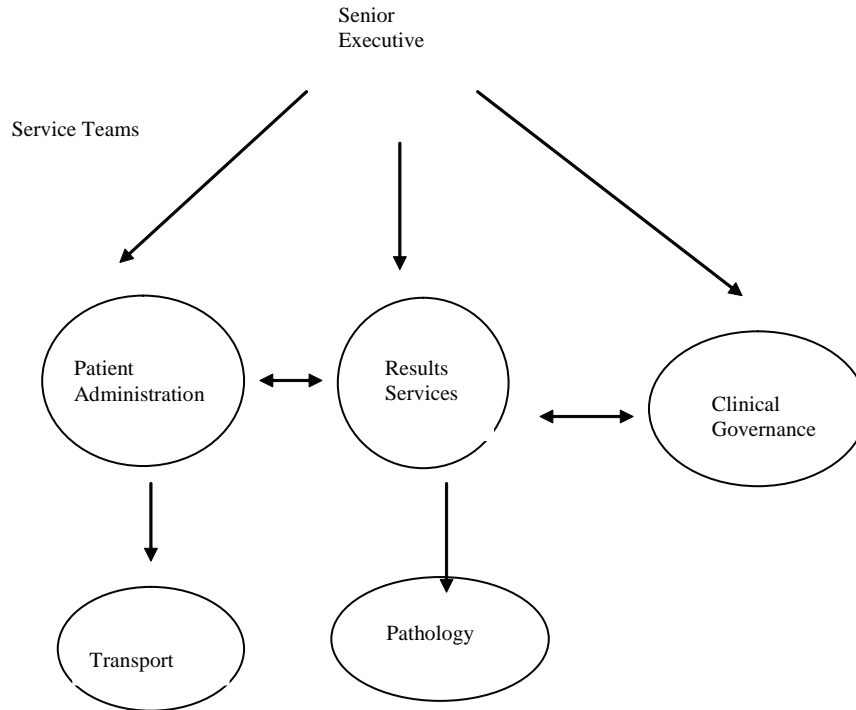 Senior
Executive
Service Teams
Patient
Administration
Results
Services
Clinical
Governance
Transport
Pathology